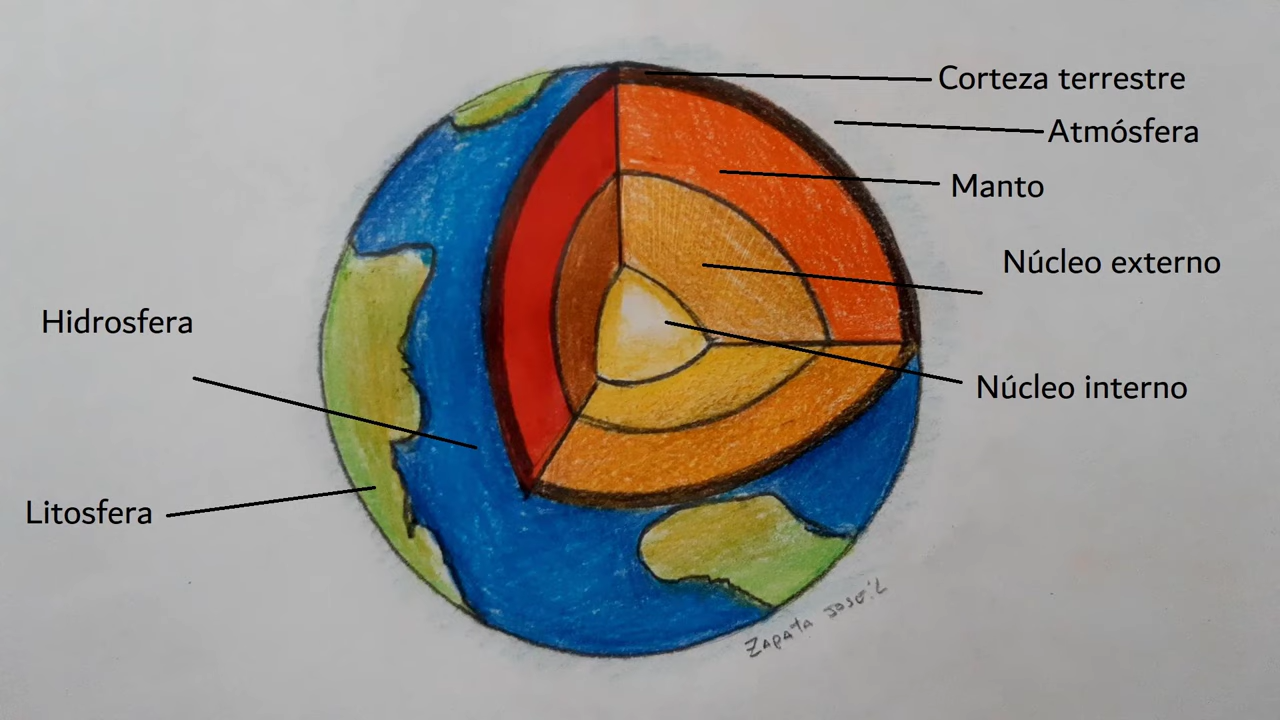 Corteza terrestre
Atmósfera
Manto
Núcleo externo
Hidrosfera
Núcleo interno
Litosfera
Zapata José:L